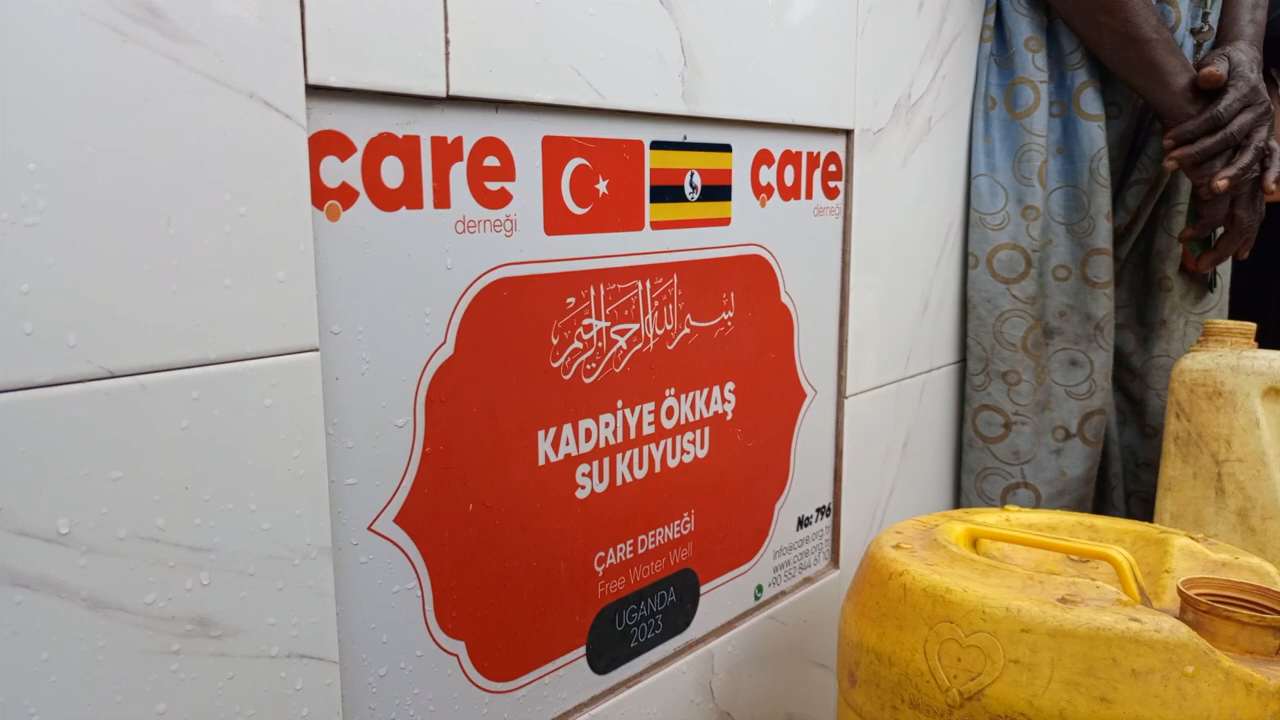 çare
derneği
çare
derneği
بسم الله الرحمن الرحيم
KADRİYE ÖKKAŞ
SU KUYUSU
ÇARE DERNEĞİ
Free Water Well
UGANDA
2023
No: 796
info@care.org.tr
www.care.org.tr
+90 552 844 61 10